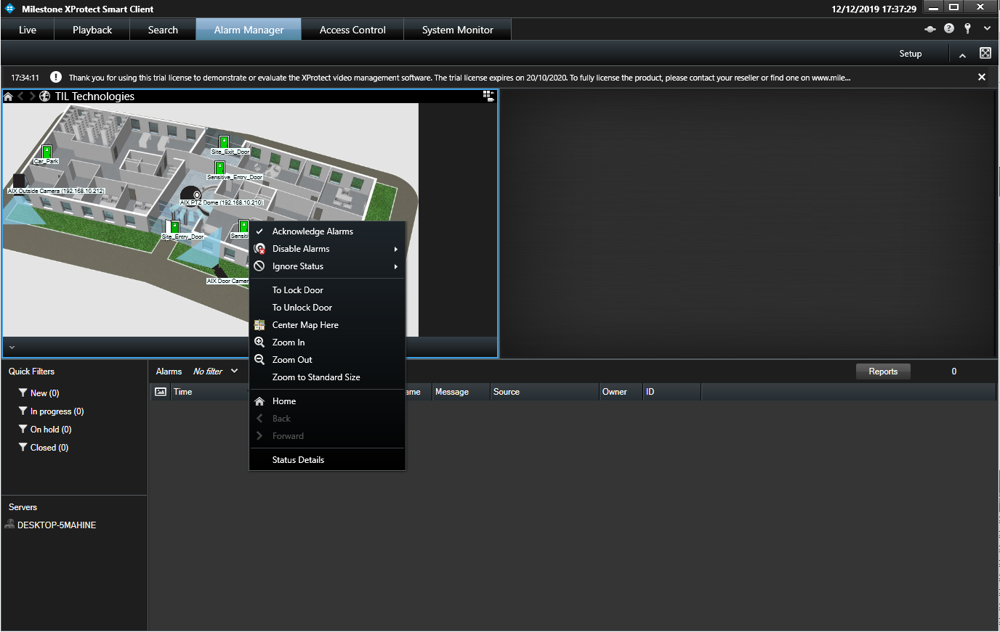 Milestone XProtect Smart Client
12/12/2019 17:37:29
Live Playback Search Alarm Manager Access Control System Monitor
Setup
17:34:11 Thank you for using this trial license to demonstrate or evaluate the XProtect video management software. The trial license expires on 20/10/2020. To fully license the product, please contact your reseller or find one on www.mile...
TIL Technologies
Site_Exit_Door
Car_Park
Sensitive_Entry_Door
AIX Outside Camera (192.168.10.212)
AIX PTZ Dome (192.168.10.210)
Site_Entry_Door
Sensiti
AIX Door Camer
Acknowledge Alarms
Disable Alarms
Ignore Status
To Lock Door
To Unlock Door
Center Map Here
Zoom In
Zoom Out
Zoom to Standard Size
Home
Back
Forward
Status Details
Quick Filters
New (0)
In progress (0)
On hold (0)
Closed (0)
Servers
DESKTOP-5MAHINE
Alarms No filter
Reports 0
Time ame Message Source Owner ID